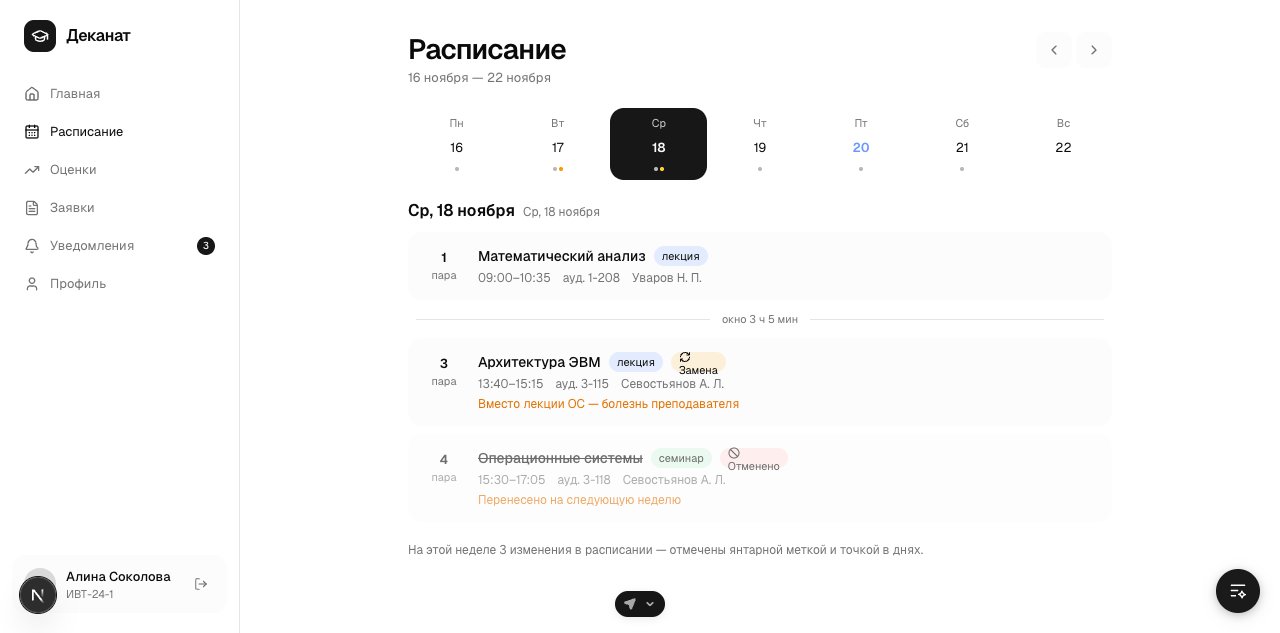 Деканат
Главная
Расписание
Оценки
Заявки
Уведомления 3
Профиль
Алина Соколова
ИВТ-24-1
N
Расписание
16 ноября — 22 ноября
Пн Вт Ср Чт Пт Сб Вс
16 17 18 19 20 21 22
Ср, 18 ноября Ср, 18 ноября
1 Математический анализ лекция
пара 09:00–10:35 ауд. 1-208 Уваров Н. П.
окно 3 ч 5 мин
3 Архитектура ЭВМ лекция Замена
пара 13:40–15:15 ауд. 3-115 Севостьянов А. Л.
Вместо лекции ОС — болезнь преподавателя
4 Операционные системы семинар Отменено
пара 15:30–17:05 ауд. 3-118 Севостьянов А. Л.
Перенесено на следующую неделю
На этой неделе 3 изменения в расписании — отмечены янтарной меткой и точкой в днях.